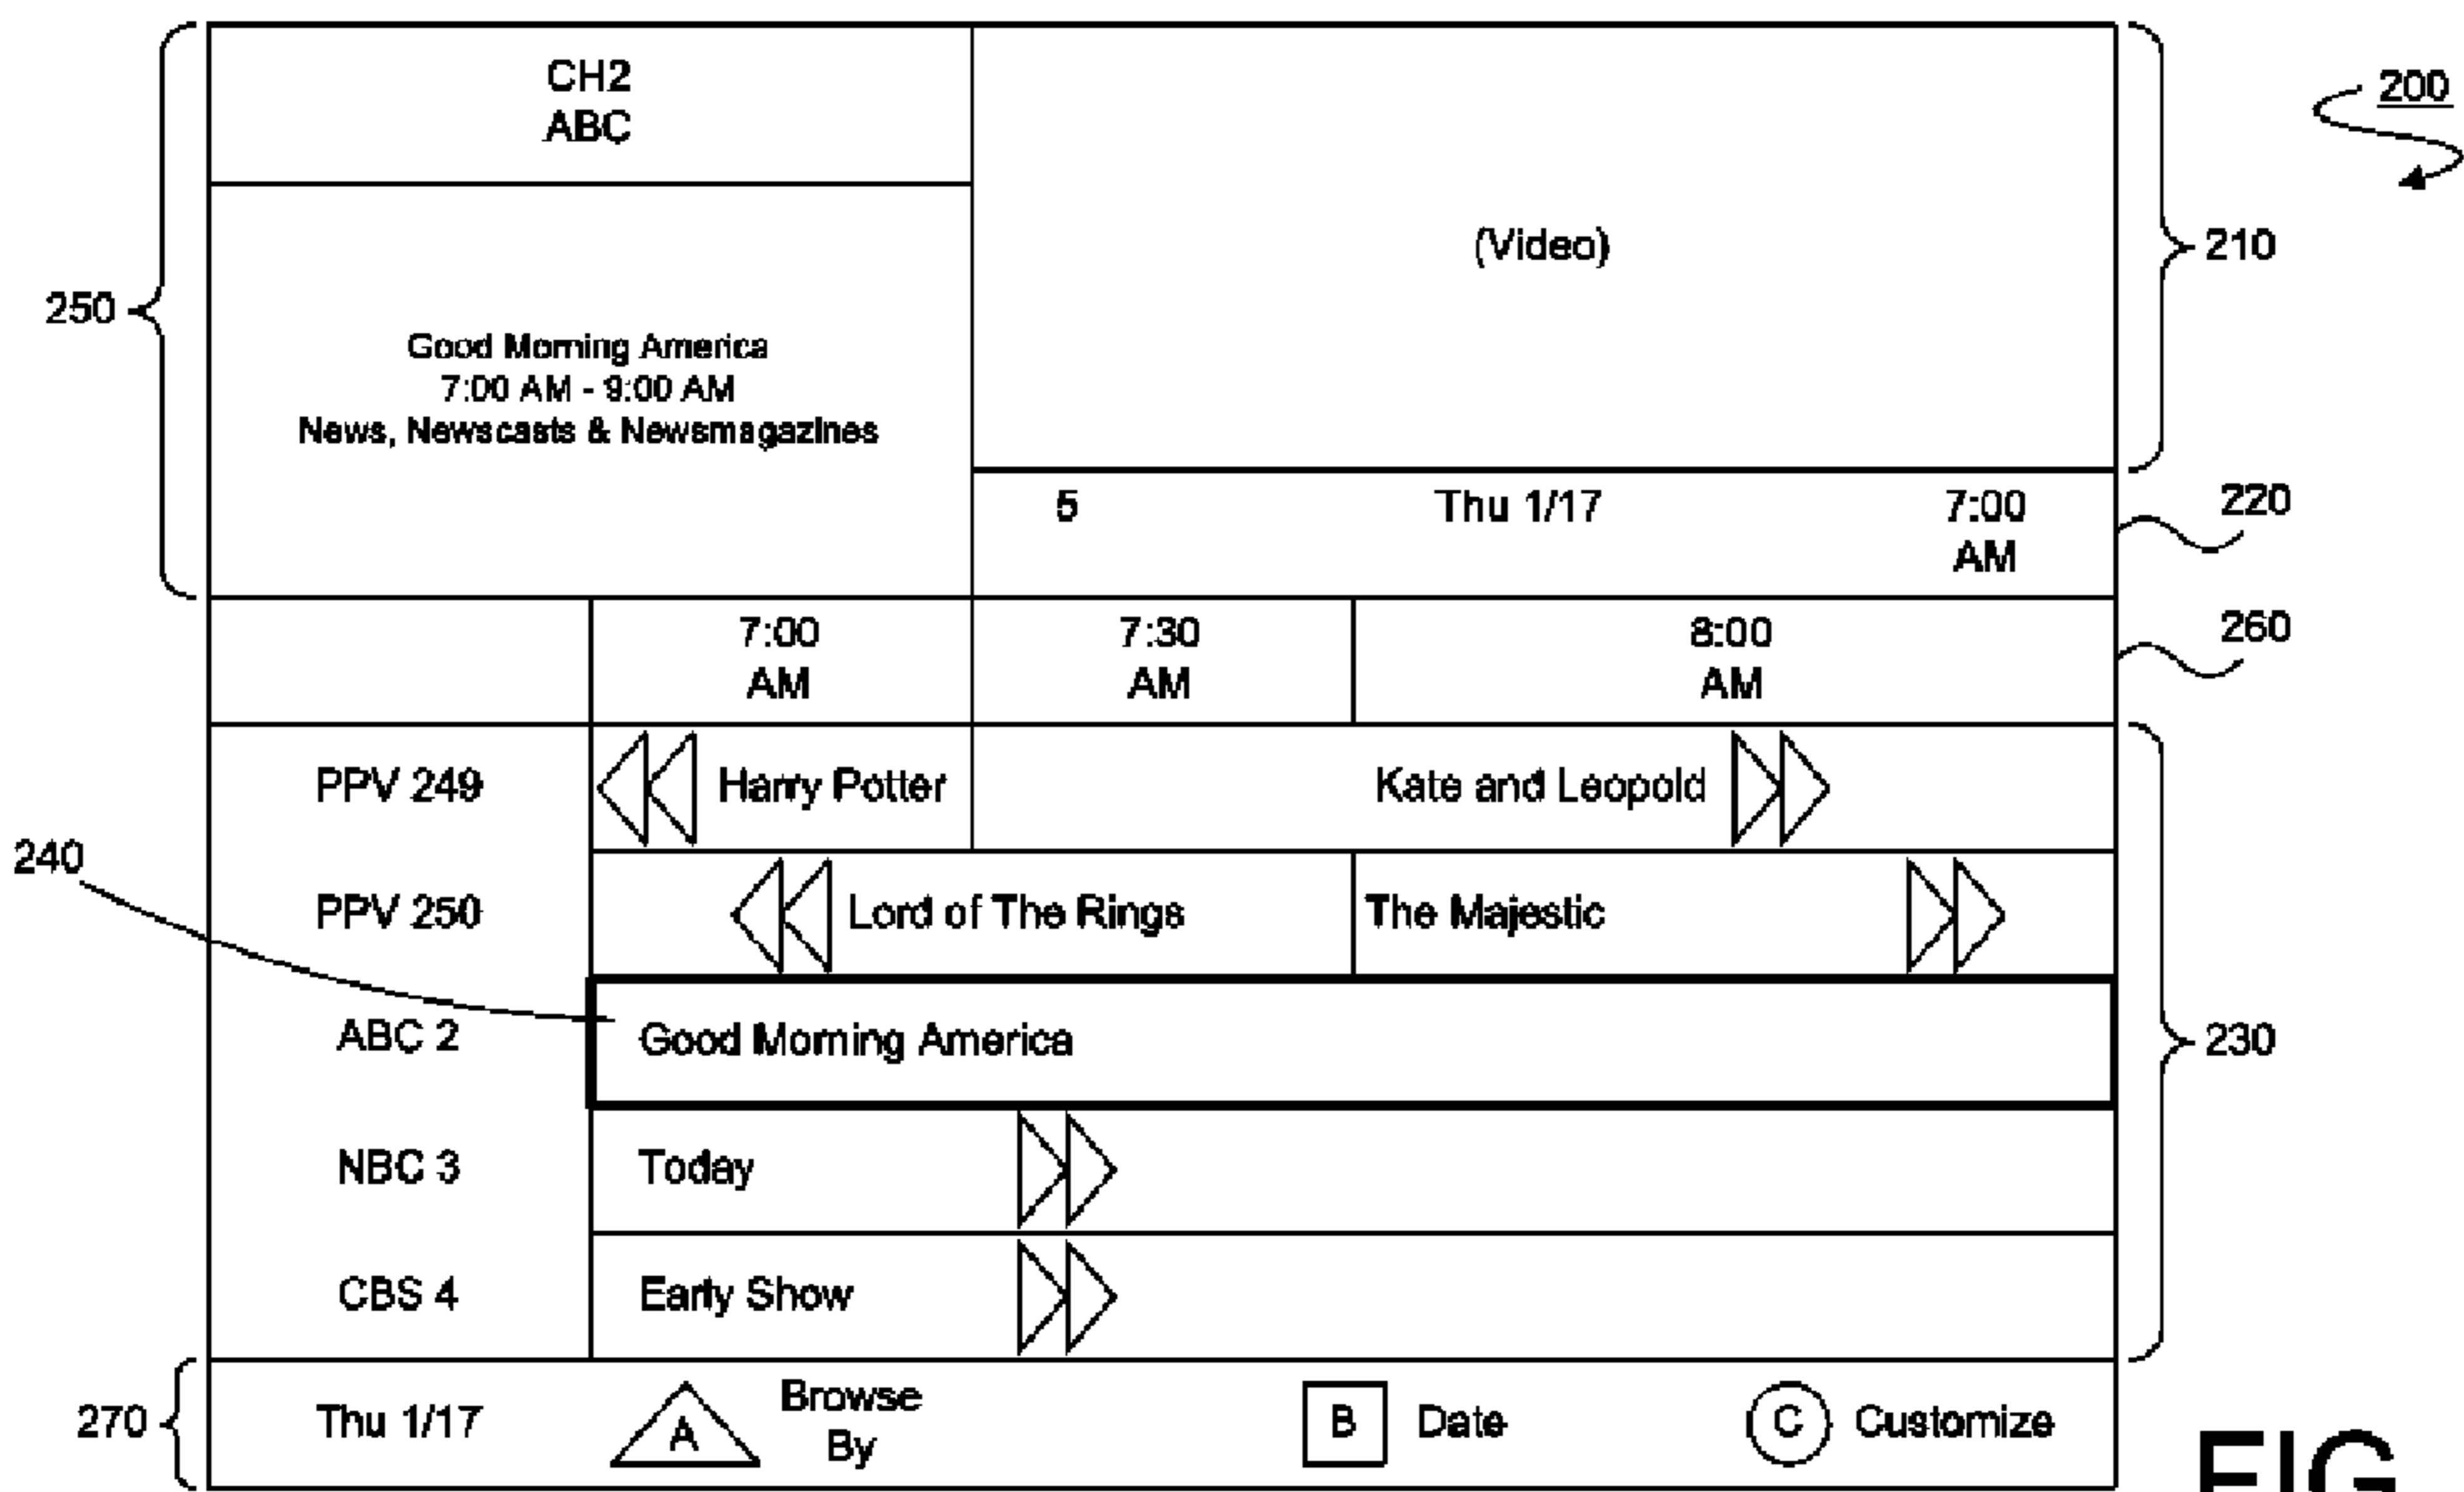 CH2
ABC
200
(Video)
210
250
Good Morning America
7:00 AM - 9:00 AM
News, Newscasts & Newsmagazines
5 Thu 1/17 7:00
AM
220
7:00 7:30 8:00
AM AM AM
260
PPV 249 Harry Potter Kate and Leopold
240
PPV 250 Lord of The Rings The Majestic
ABC 2 Good Morning America
230
NBC 3 Today
CBS 4 Early Show
270 Thu 1/17 A Browse
By
B Date C Customize
FIG